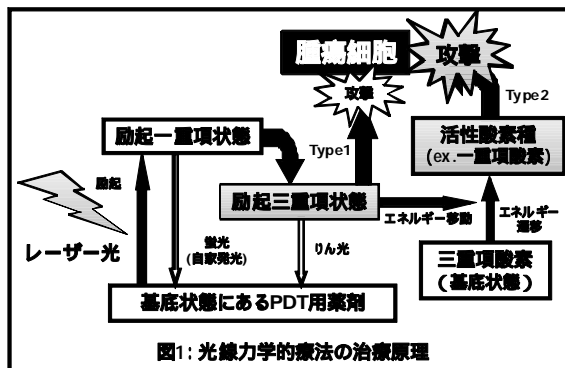 腫瘍細胞
攻撃
攻撃
Type2
Type1
活性酸素種
(ex.一重項酸素)
励起一重項状態
励起
レーザー光
励起三重項状態
エネルギー移動
エネルギー
遷移
蛍光
(自家発光)
りん光
三重項酸素
(基底状態)
基底状態にあるPDT用薬剤
図1: 光線力学的療法の治療原理